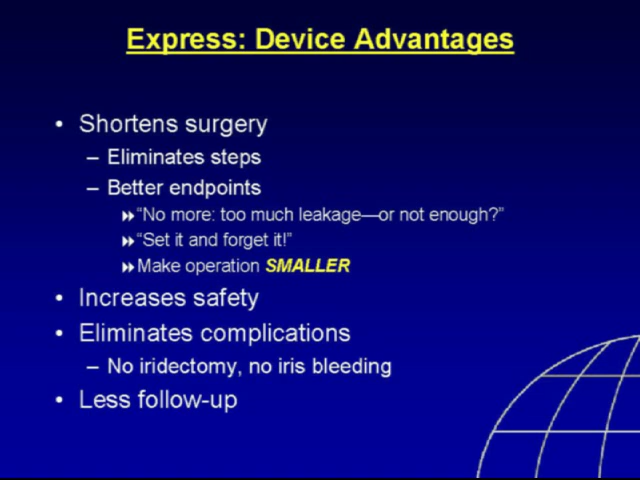 Express: Device Advantages
• Shortens surgery
– Eliminates steps
– Better endpoints
"No more: too much leakage—or not enough?"
"Set it and forget it!"
Make operation SMALLER
• Increases safety
• Eliminates complications
– No iridectomy, no iris bleeding
• Less follow-up